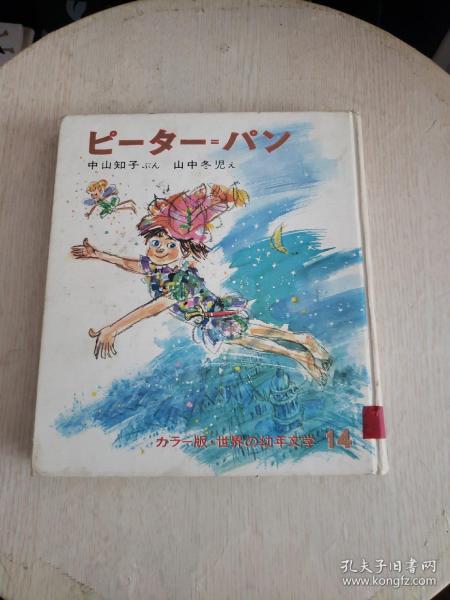 ピーター=パン
中山知子ぶん 山中冬児え
カラー版・世界の幼年文学 14
孔夫子旧书网
www.kongfz.com